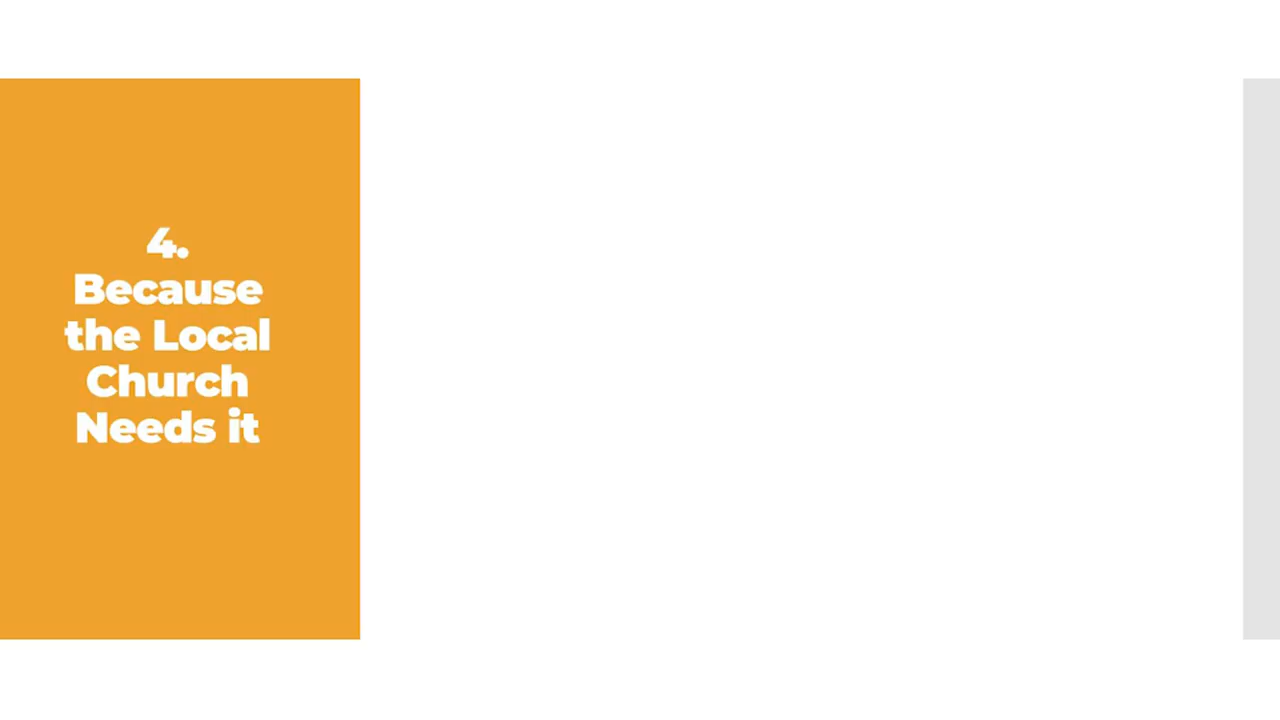 4.
Because
the Local
Church
Needs it